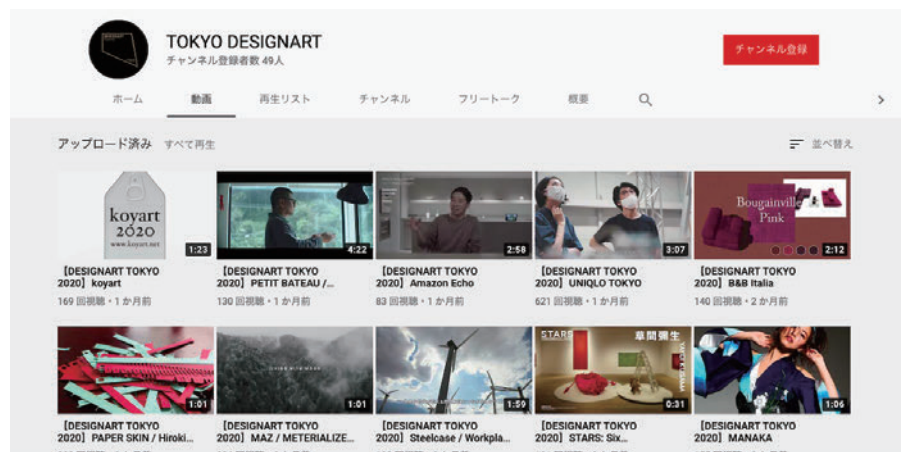 TOKYO DESIGNART
チャンネル登録者数 49人
チャンネル登録
ホーム 動画 再生リスト チャンネル フリートーク 概要
アップロード済み すべて再生 並べ替え
koyart
2020
www.koyart.net
1:23
4:22
2:58
3:07
Bougainville
Pink
2:12
【DESIGNART TOKYO
2020】koyart
169 回視聴・1 か月前
【DESIGNART TOKYO
2020】PETIT BATEAU /...
130 回視聴・1 か月前
【DESIGNART TOKYO
2020】Amazon Echo
83 回視聴・1 か月前
【DESIGNART TOKYO
2020】UNIQLO TOKYO
621 回視聴・1 か月前
【DESIGNART TOKYO
2020】B&B Italia
140 回視聴・2 か月前
1:01
LIVING WITH WOOD
1:01
1:59
STARS
草間彌生
0:31
1:06
【DESIGNART TOKYO
2020】PAPER SKIN / Hiroki...
【DESIGNART TOKYO
2020】MAZ / METERIALIZE...
【DESIGNART TOKYO
2020】Steelcase / Workpla...
【DESIGNART TOKYO
2020】STARS: Six...
【DESIGNART TOKYO
2020】MANAKA